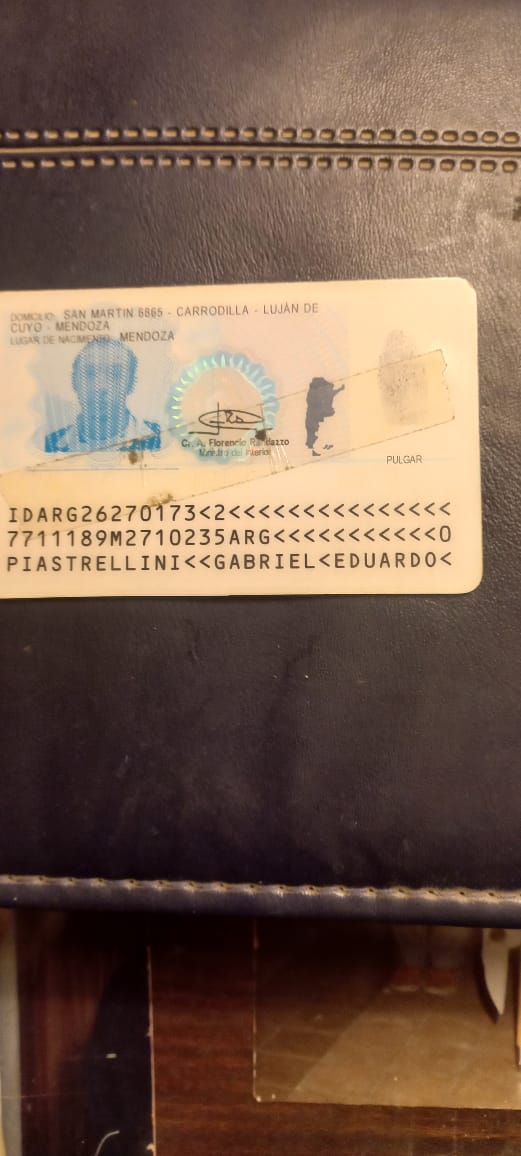 DOMICILIO: SAN MARTIN 6865 - CARRODILLA - LUJÁN DE
CUYO - MENDOZA
LUGAR DE NACIMIENTO: MENDOZA
Cr. A. Florencio Randazzo
Ministro del Interior
PULGAR
IDARG26270173<2<<<<<<<<<<<<<<<
7711189M2710235ARG<<<<<<<<<<<0
PIASTRELLINI<<GABRIEL<EDUARDO<